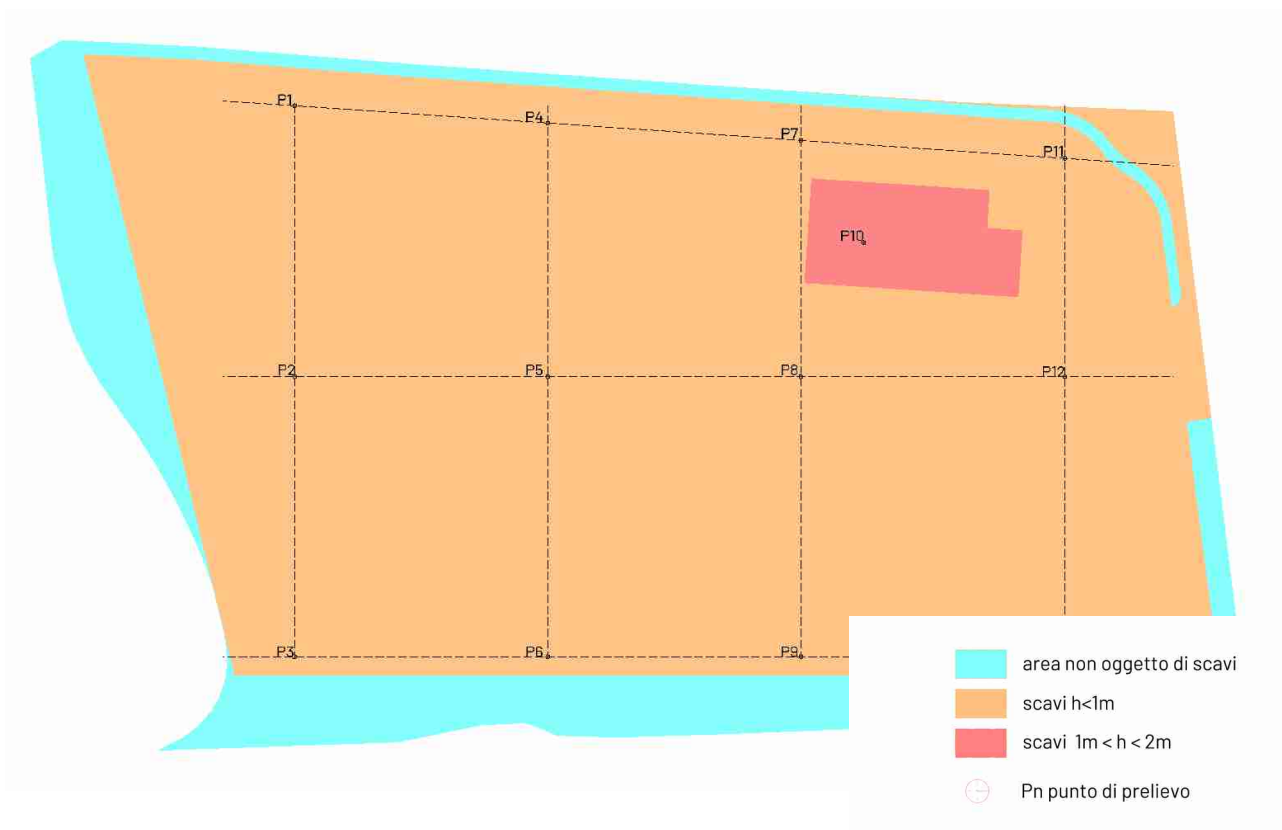 P1
P4
P7
P11
P10
P2
P5
P8
P12
P3
P6
P9
area non oggetto di scavi
scavi h<1m
scavi 1m < h < 2m
Pn punto di prelievo